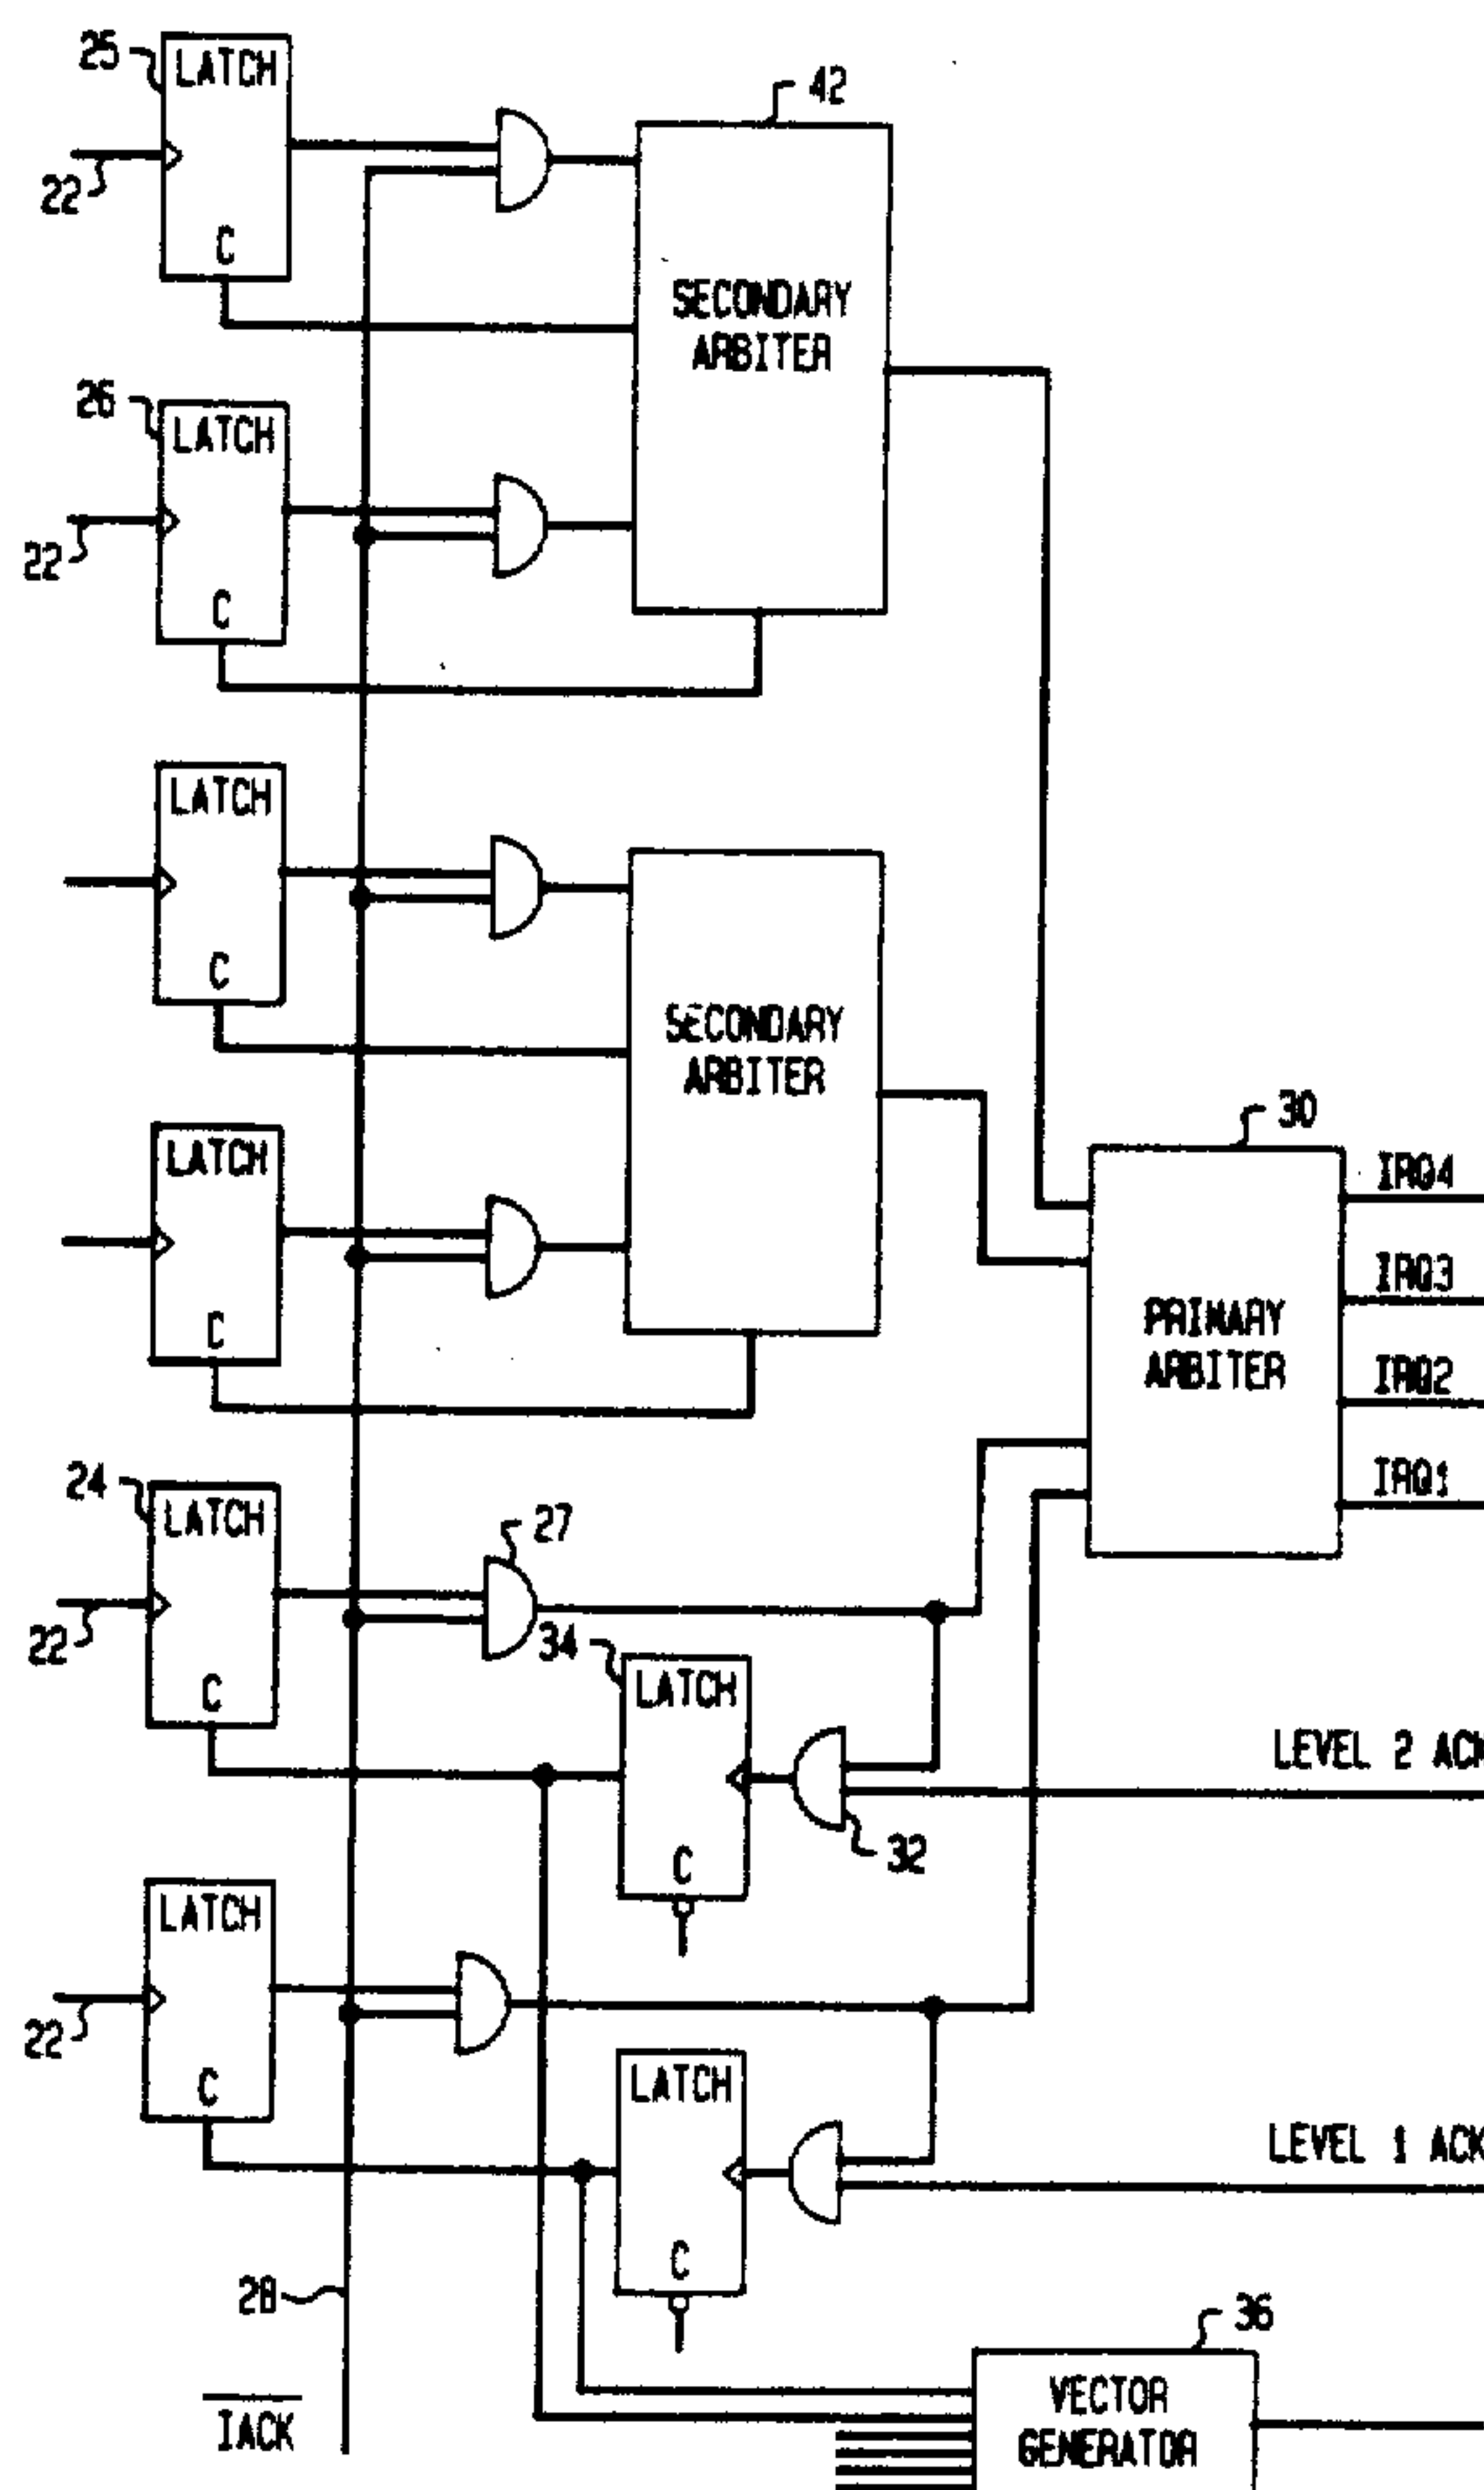 25
LATCH
22
C
42
SECONDARY
ARBITER
26
LATCH
22
C
LATCH
C
SECONDARY
ARBITER
LATCH
C
30
IRQ4
IRQ3
IRQ2
IRQ1
PRIMARY
ARBITER
24
LATCH
22
C
27
34
LATCH
C
32
LEVEL 2 ACK
LATCH
22
C
LATCH
C
LEVEL 1 ACK
28
IACK
36
VECTOR
GENERATOR